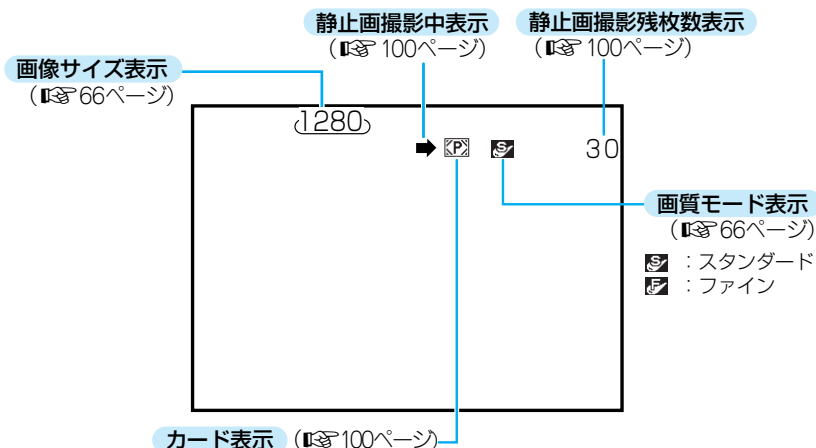 静止画撮影中表示
(☞100ページ)
静止画撮影残枚数表示
(☞100ページ)
画像サイズ表示
(☞66ページ)
1280
P S 30
画質モード表示
(☞66ページ)
S :スタンダード
F :ファイン
カード表示 (☞100ページ)